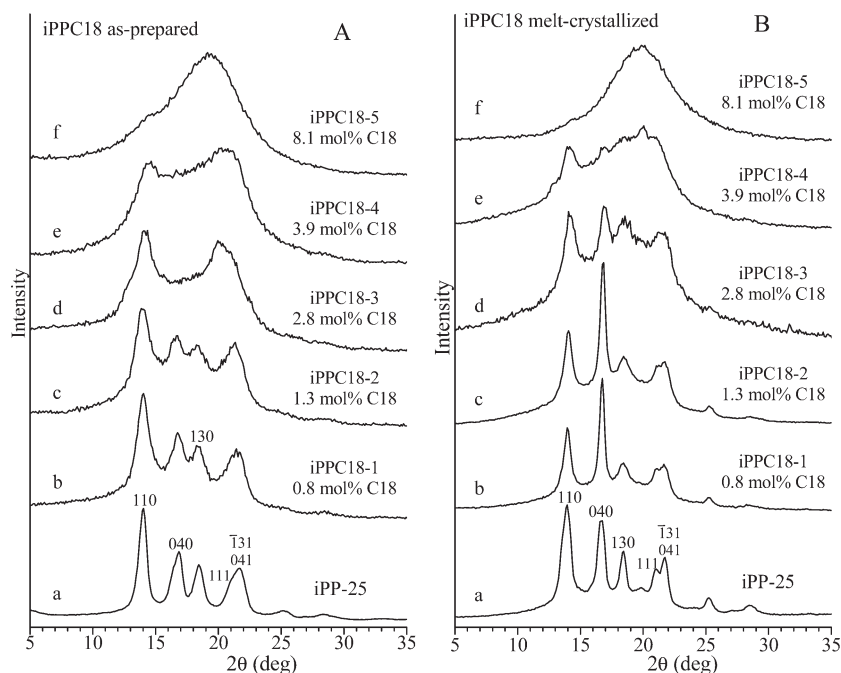 iPPC18 as-prepared
A
f
iPPC18-5
8.1 mol% C18
e
iPPC18-4
3.9 mol% C18
d
iPPC18-3
2.8 mol% C18
c
iPPC18-2
1.3 mol% C18
b
130
iPPC18-1
0.8 mol% C18
a
110
040
111
1̄31
041
iPP-25
Intensity
5 10 15 20 25 30 35
2θ (deg)
iPPC18 melt-crystallized
B
f
iPPC18-5
8.1 mol% C18
e
iPPC18-4
3.9 mol% C18
d
iPPC18-3
2.8 mol% C18
c
iPPC18-2
1.3 mol% C18
b
iPPC18-1
0.8 mol% C18
a
110
040
130
111
1̄31
041
iPP-25
Intensity
5 10 15 20 25 30 35
2θ (deg)